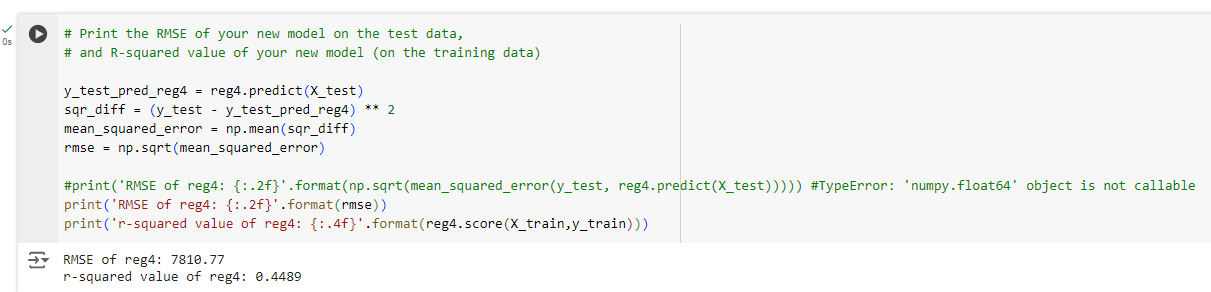 # Print the RMSE of your new model on the test data,
0s
# and R-squared value of your new model (on the training data)
y_test_pred_reg4 = reg4.predict(X_test)
sqr_diff = (y_test - y_test_pred_reg4) ** 2
mean_squared_error = np.mean(sqr_diff)
rmse = np.sqrt(mean_squared_error)
#print('RMSE of reg4: {:.2f}'.format(np.sqrt(mean_squared_error(y_test, reg4.predict(X_test))))) #TypeError: 'numpy.float64' object is not callable
print('RMSE of reg4: {:.2f}'.format(rmse))
print('r-squared value of reg4: {:.4f}'.format(reg4.score(X_train,y_train)))
RMSE of reg4: 7810.77
r-squared value of reg4: 0.4489